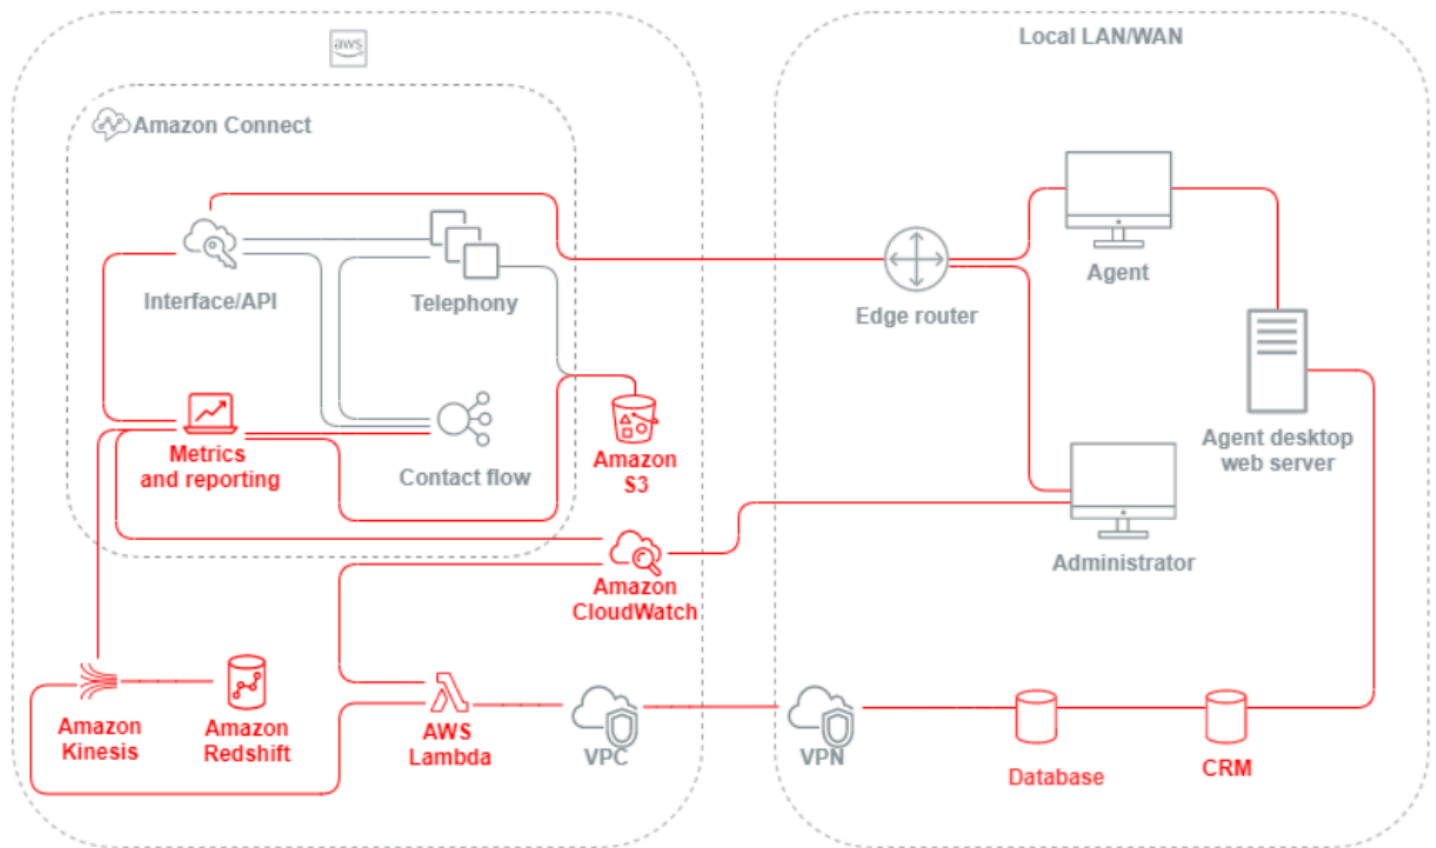 aws
Local LAN/WAN
Amazon Connect
Interface/API
Telephony
Edge router
Agent
Metrics
and reporting
Contact flow
Amazon
S3
Agent desktop
web server
Amazon
CloudWatch
Administrator
Amazon
Kinesis
Amazon
Redshift
AWS
Lambda
VPC
VPN
Database
CRM